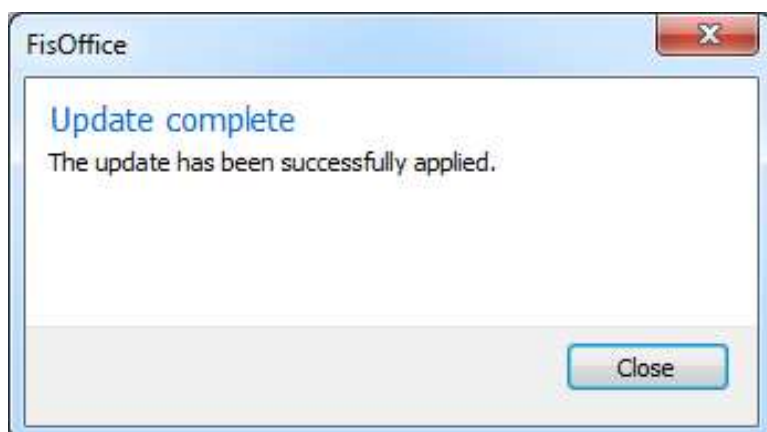 FisOffice
Update complete
The update has been successfully applied.
Close